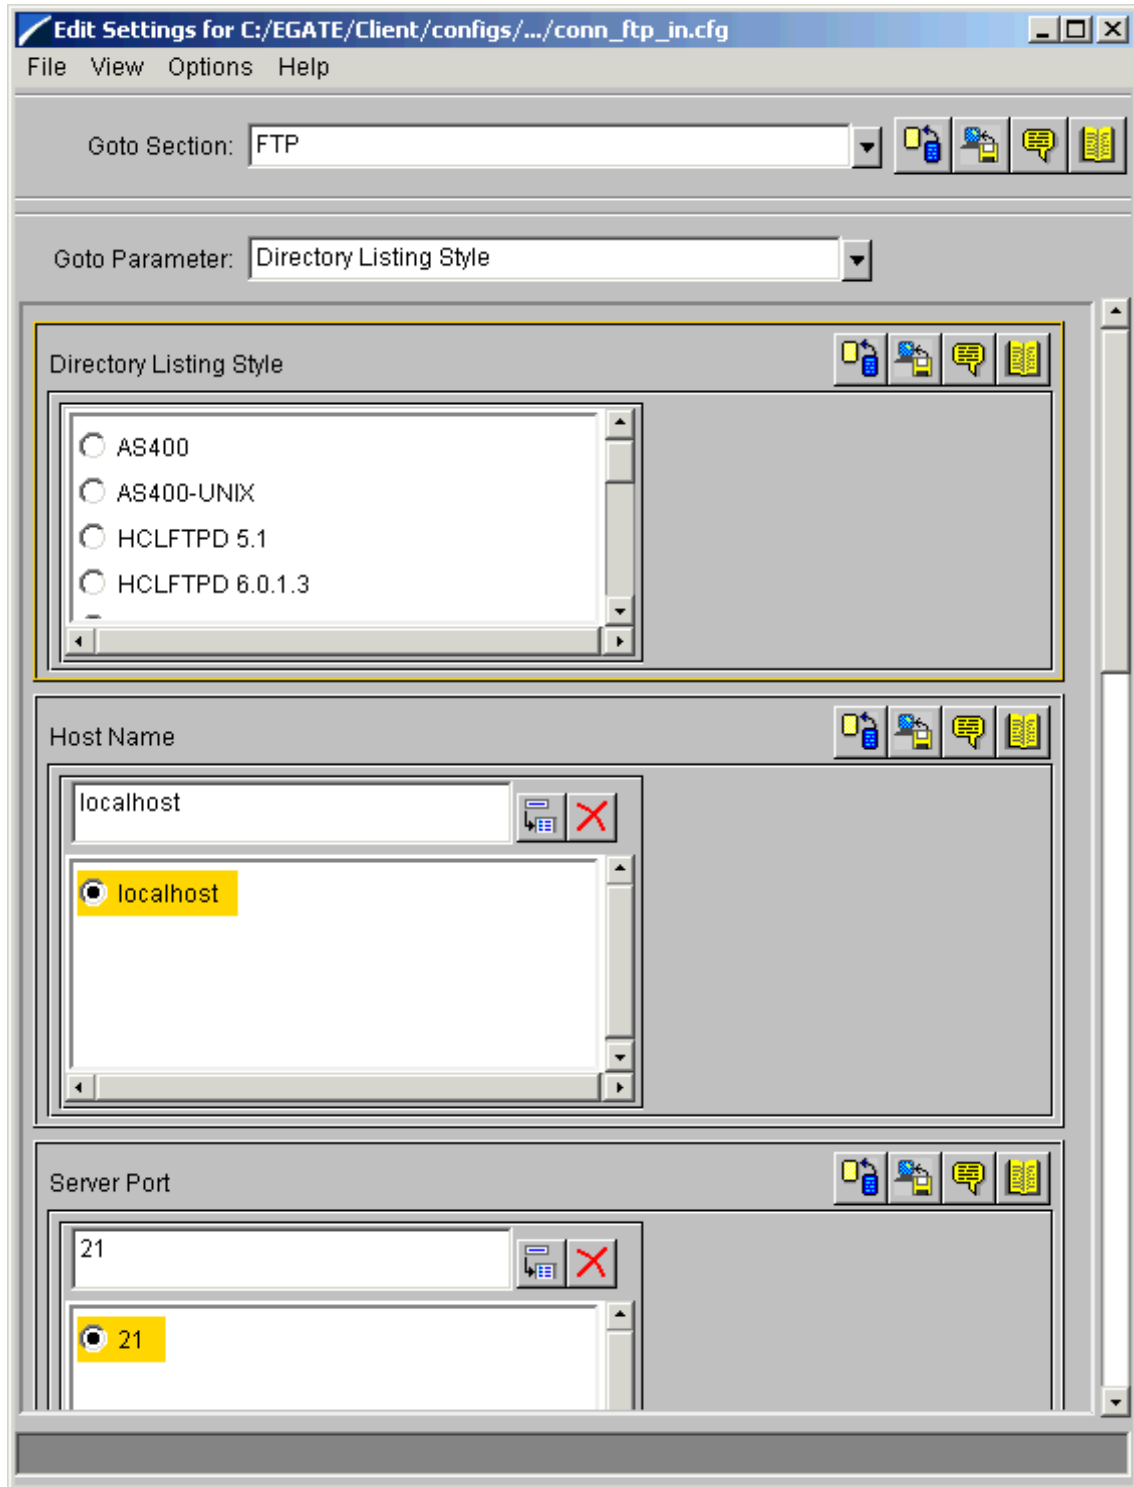 Edit Settings for C:/EGATE/Client/configs/.../conn_ftp_in.cfg
File View Options Help
Goto Section: FTP
Goto Parameter: Directory Listing Style
Directory Listing Style
AS400
AS400-UNIX
HCLFTPD 5.1
HCLFTPD 6.0.1.3
Host Name
localhost
localhost
Server Port
21
21